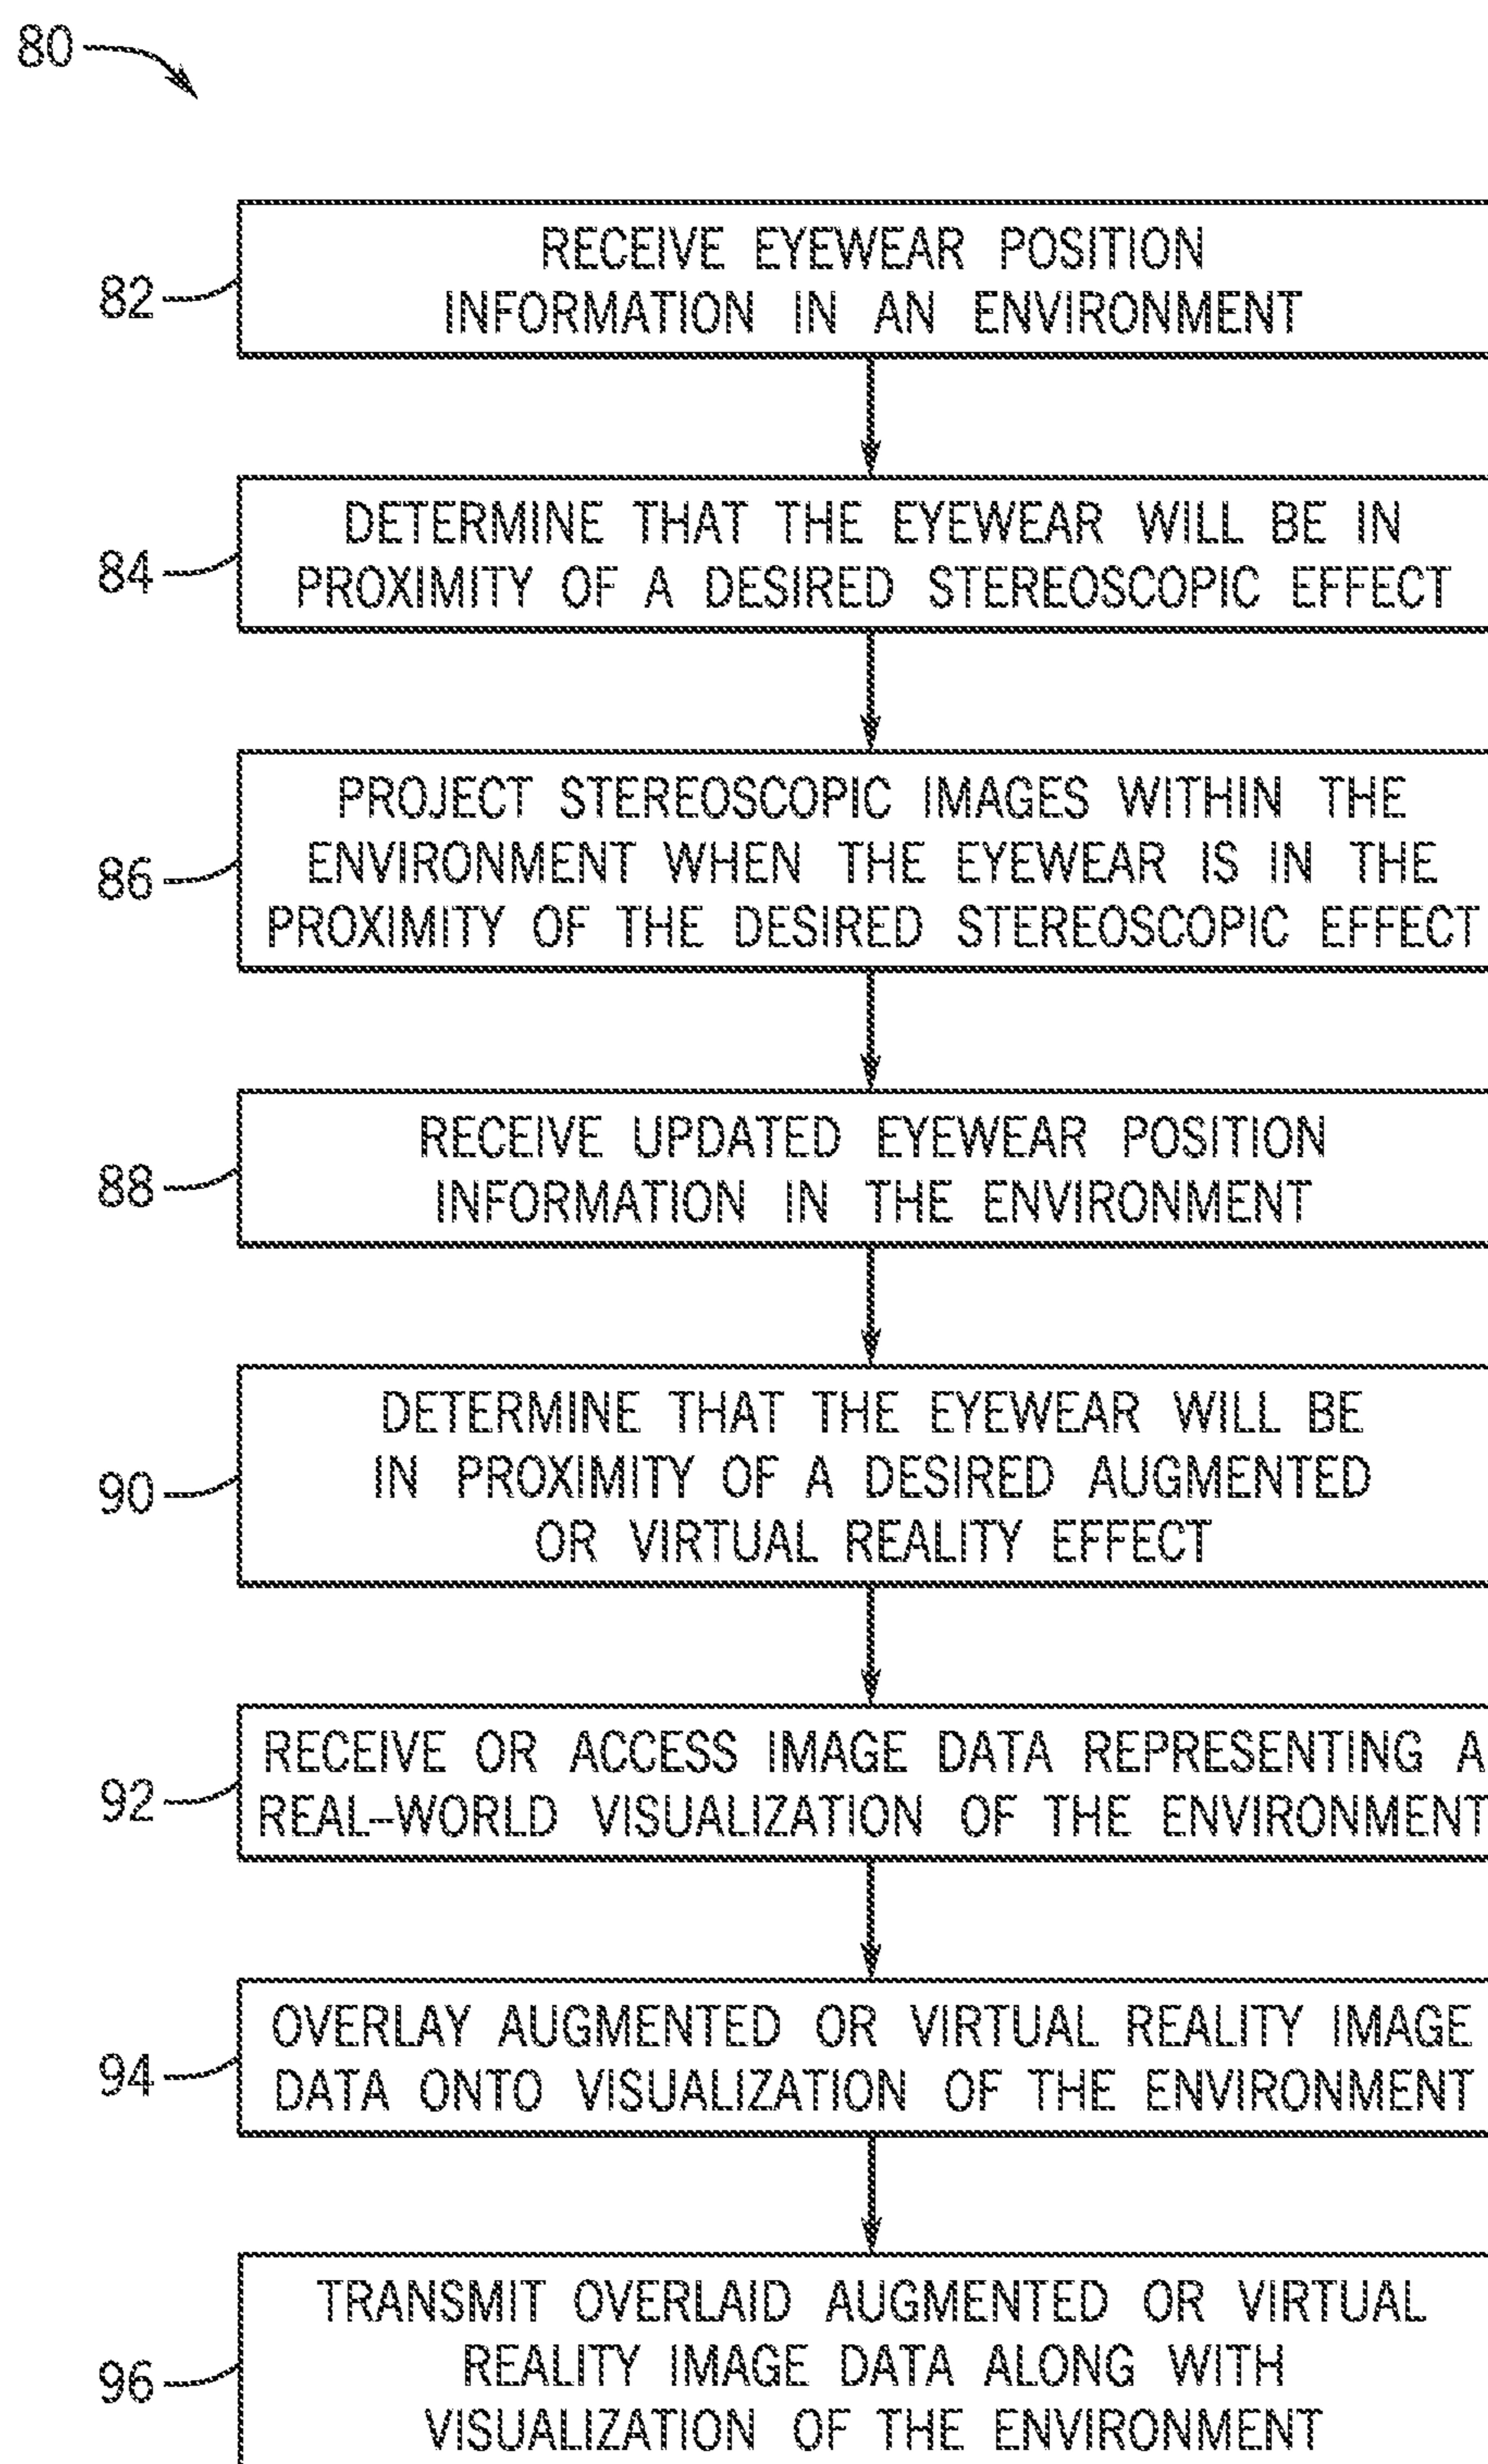 80
82
RECEIVE EYEWEAR POSITION
INFORMATION IN AN ENVIRONMENT
84
DETERMINE THAT THE EYEWEAR WILL BE IN
PROXIMITY OF A DESIRED STEREOSCOPIC EFFECT
86
PROJECT STEREOSCOPIC IMAGES WITHIN THE
ENVIRONMENT WHEN THE EYEWEAR IS IN THE
PROXIMITY OF THE DESIRED STEREOSCOPIC EFFECT
88
RECEIVE UPDATED EYEWEAR POSITION
INFORMATION IN THE ENVIRONMENT
90
DETERMINE THAT THE EYEWEAR WILL BE
IN PROXIMITY OF A DESIRED AUGMENTED
OR VIRTUAL REALITY EFFECT
92
RECEIVE OR ACCESS IMAGE DATA REPRESENTING A
REAL-WORLD VISUALIZATION OF THE ENVIRONMENT
94
OVERLAY AUGMENTED OR VIRTUAL REALITY IMAGE
DATA ONTO VISUALIZATION OF THE ENVIRONMENT
96
TRANSMIT OVERLAID AUGMENTED OR VIRTUAL
REALITY IMAGE DATA ALONG WITH
VISUALIZATION OF THE ENVIRONMENT